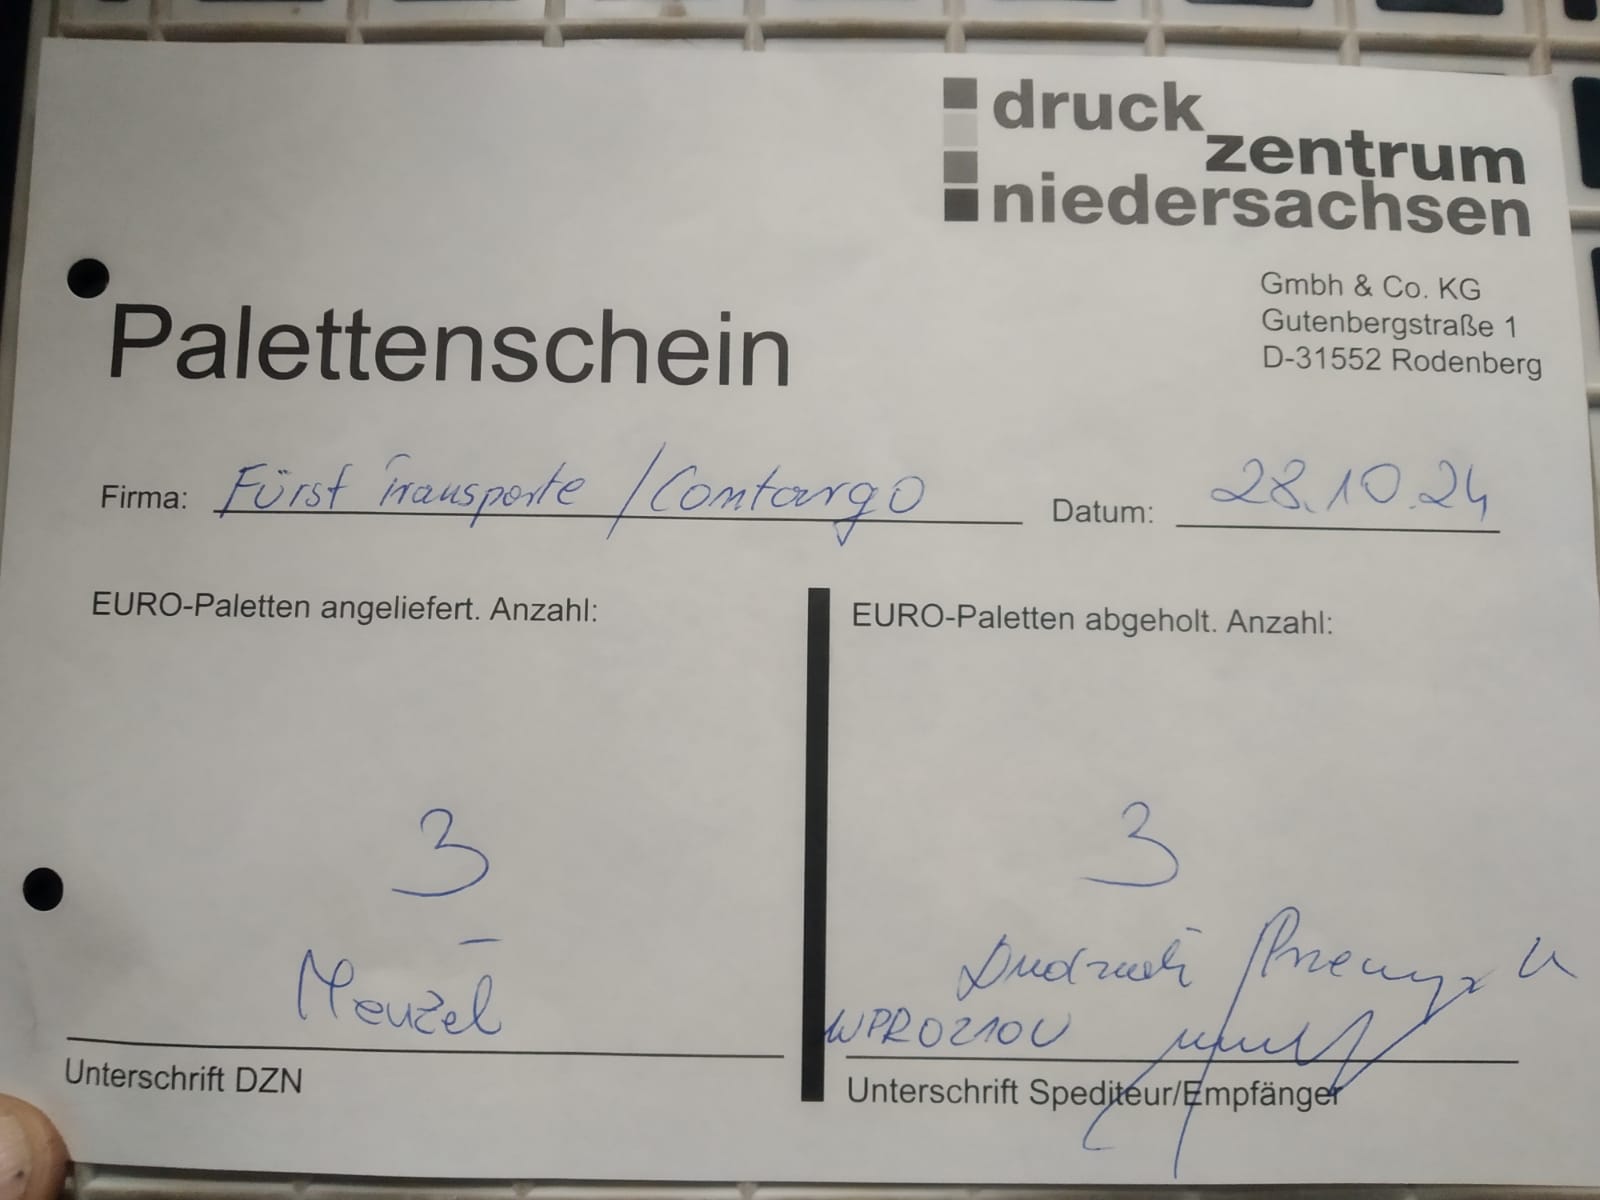 druck
zentrum
niedersachsen
Gmbh & Co. KG
Gutenbergstraße 1
D-31552 Rodenberg
Palettenschein
Firma: Fürst Transporte / Contargo
Datum: 28.10.24
EURO-Paletten angeliefert. Anzahl:
3
Menzel
Unterschrift DZN
EURO-Paletten abgeholt. Anzahl:
3
WPR0210U
Unterschrift Spediteur/Empfänger